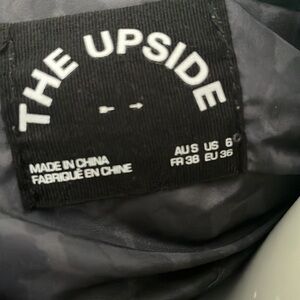 THE UPSIDE
MADE IN CHINA
FABRIQUÉ EN CHINE
AU S US 6
FR 38 EU 36